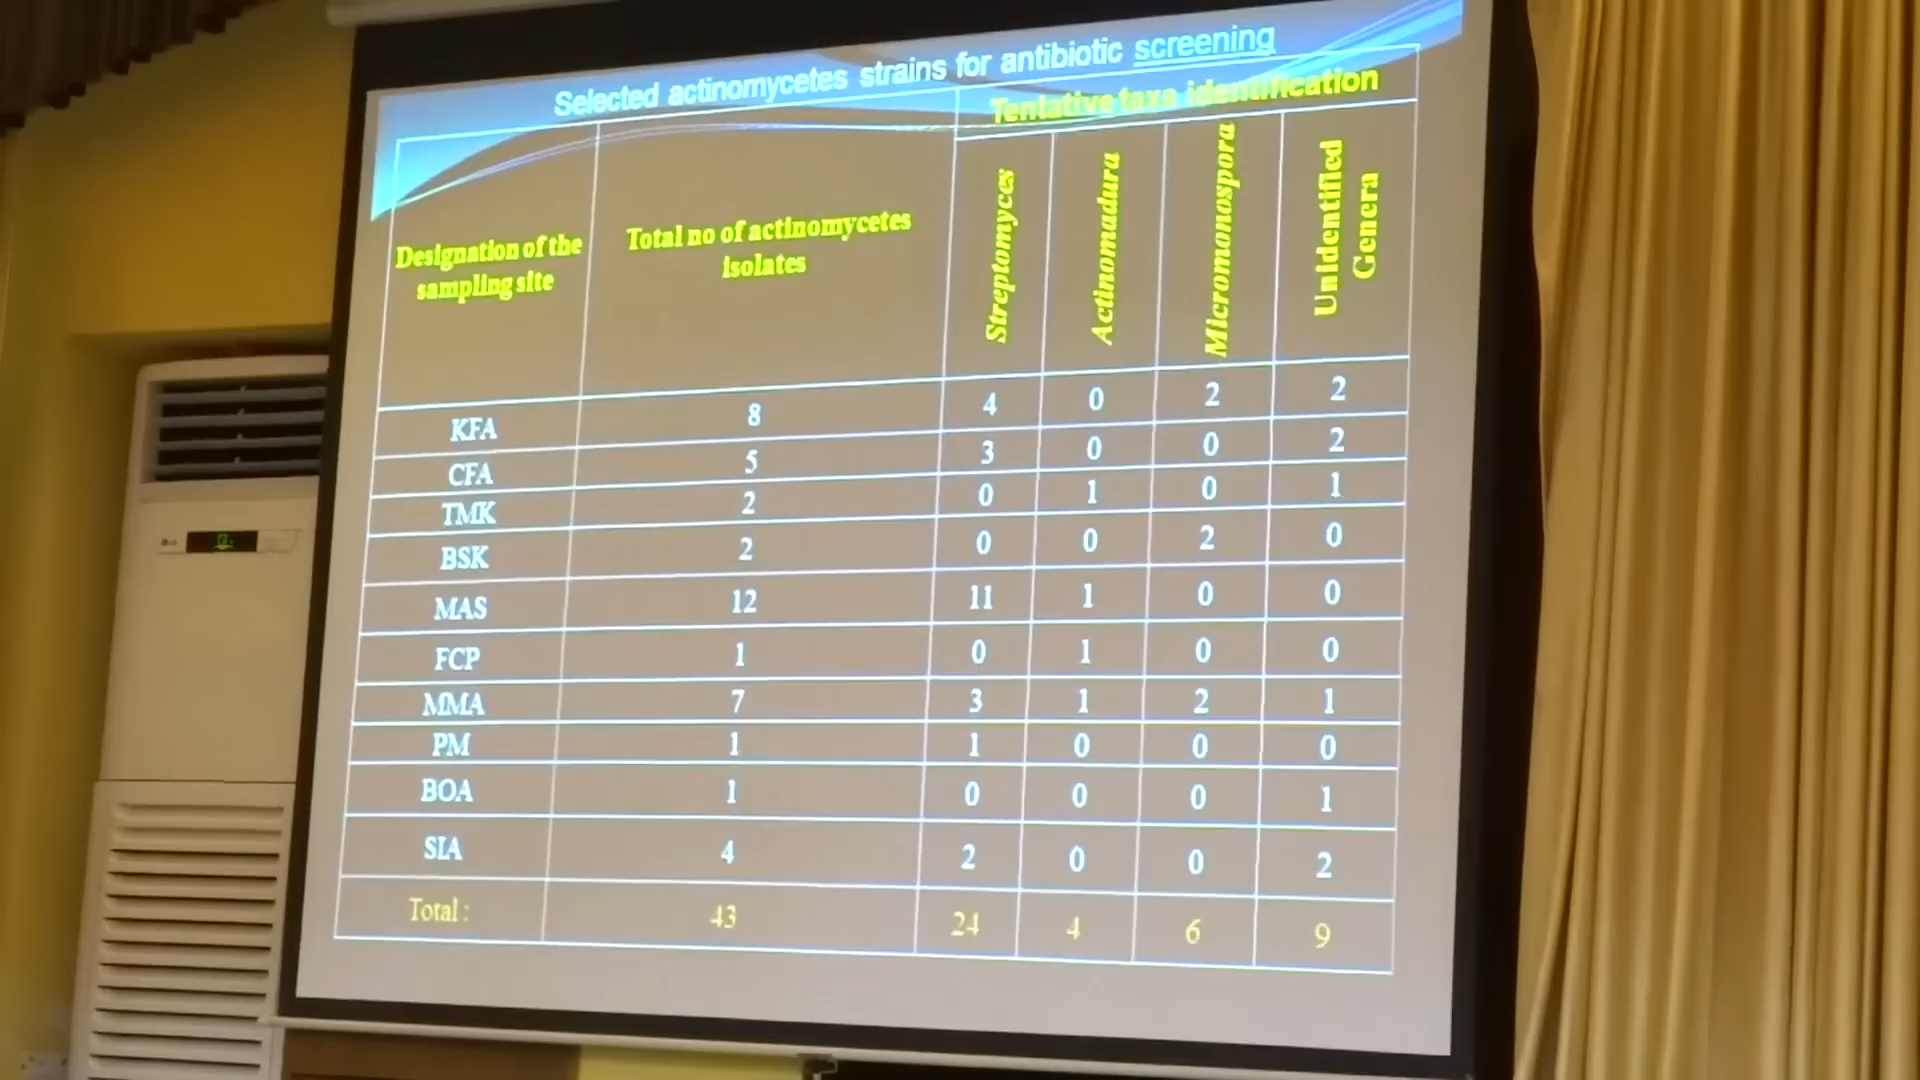 Selected actinomycetes strains for antibiotic screening
Tentative taxa identification
Designation of the
sampling site
Total no of actinomycetes
isolates
Streptomyces
Actinomadura
Micromonospora
Unidentified
Genera
KFA 8 4 0 2 2
CFA 5 3 0 0 2
TMK 2 0 1 0 1
BSK 2 0 0 2 0
MAS 12 11 1 0 0
FCP 1 0 1 0 0
MMA 7 3 1 2 1
PM 1 1 0 0 0
BOA 1 0 0 0 1
SIA 4 2 0 0 2
Total : 43 24 4 6 9